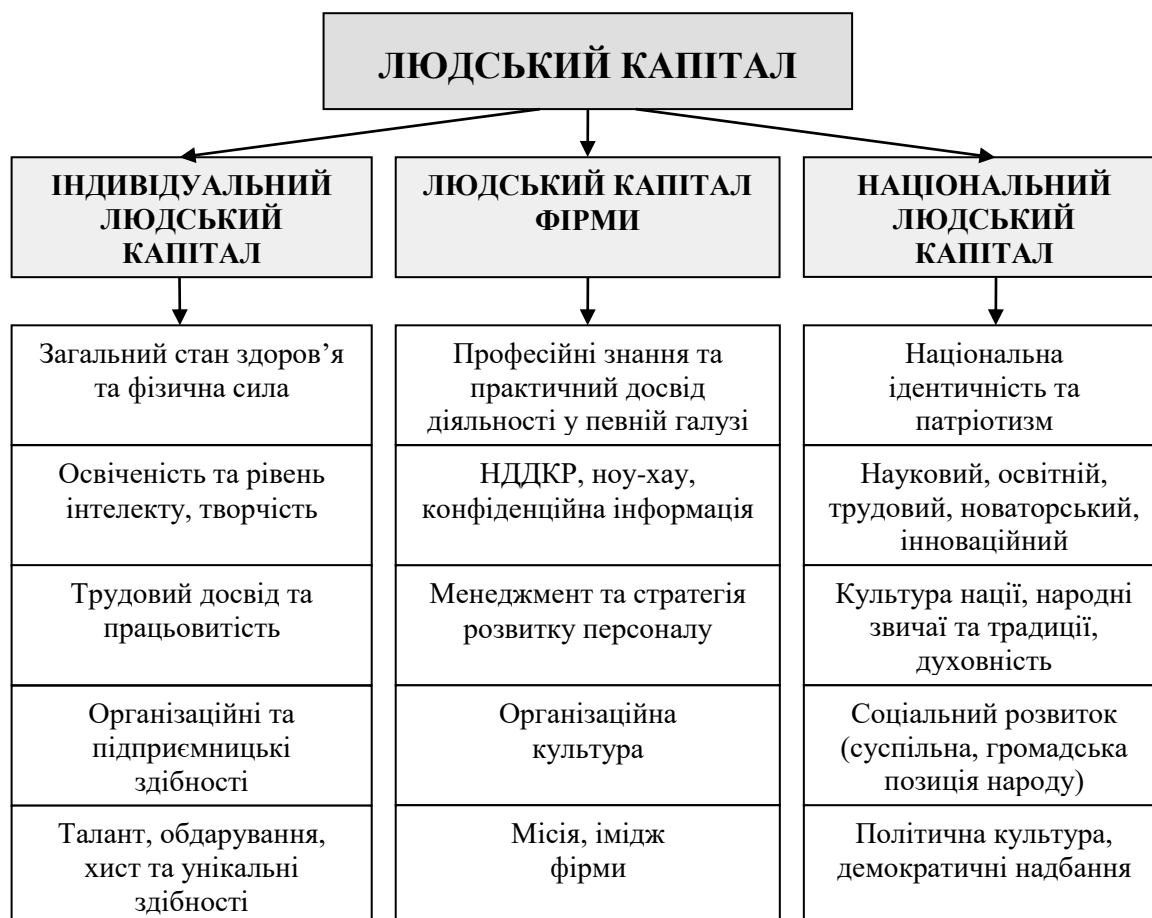 ЛЮДСЬКИЙ КАПІТАЛ
ІНДИВІДУАЛЬНИЙ
ЛЮДСЬКИЙ
КАПІТАЛ
Загальний стан здоров’я
та фізична сила
Освіченість та рівень
інтелекту, творчість
Трудовий досвід та
працьовитість
Організаційні та
підприємницькі
здібності
Талант, обдарування,
хист та унікальні
здібності
ЛЮДСЬКИЙ КАПІТАЛ
ФІРМИ
Професійні знання та
практичний досвід
діяльності у певній галузі
НДДКР, ноу-хау,
конфіденційна інформація
Менеджмент та стратегія
розвитку персоналу
Організаційна
культура
Місія, імідж
фірми
НАЦІОНАЛЬНИЙ
ЛЮДСЬКИЙ
КАПІТАЛ
Національна
ідентичність та
патріотизм
Науковий, освітній,
трудовий, новаторський,
інноваційний
Культура нації, народні
звичаї та традиції,
духовність
Соціальний розвиток
(суспільна, громадська
позиція народу)
Політична культура,
демократичні надбання